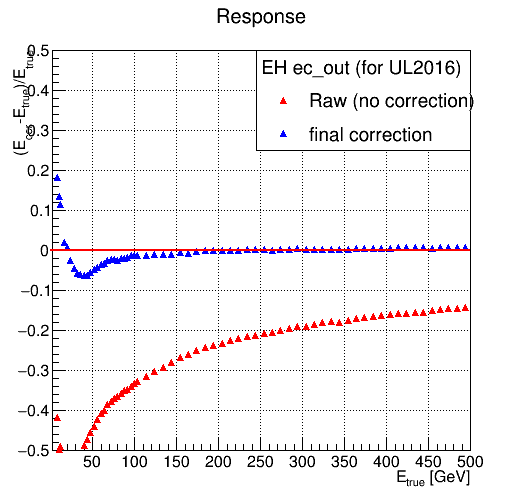 Response
(E_cor-E_true)/E_true
EH ec_out (for UL2016)
Raw (no correction)
final correction
0.5
0.4
0.3
0.2
0.1
0
−0.1
−0.2
−0.3
−0.4
−0.5
50 100 150 200 250 300 350 400 450 500
E_true [GeV]